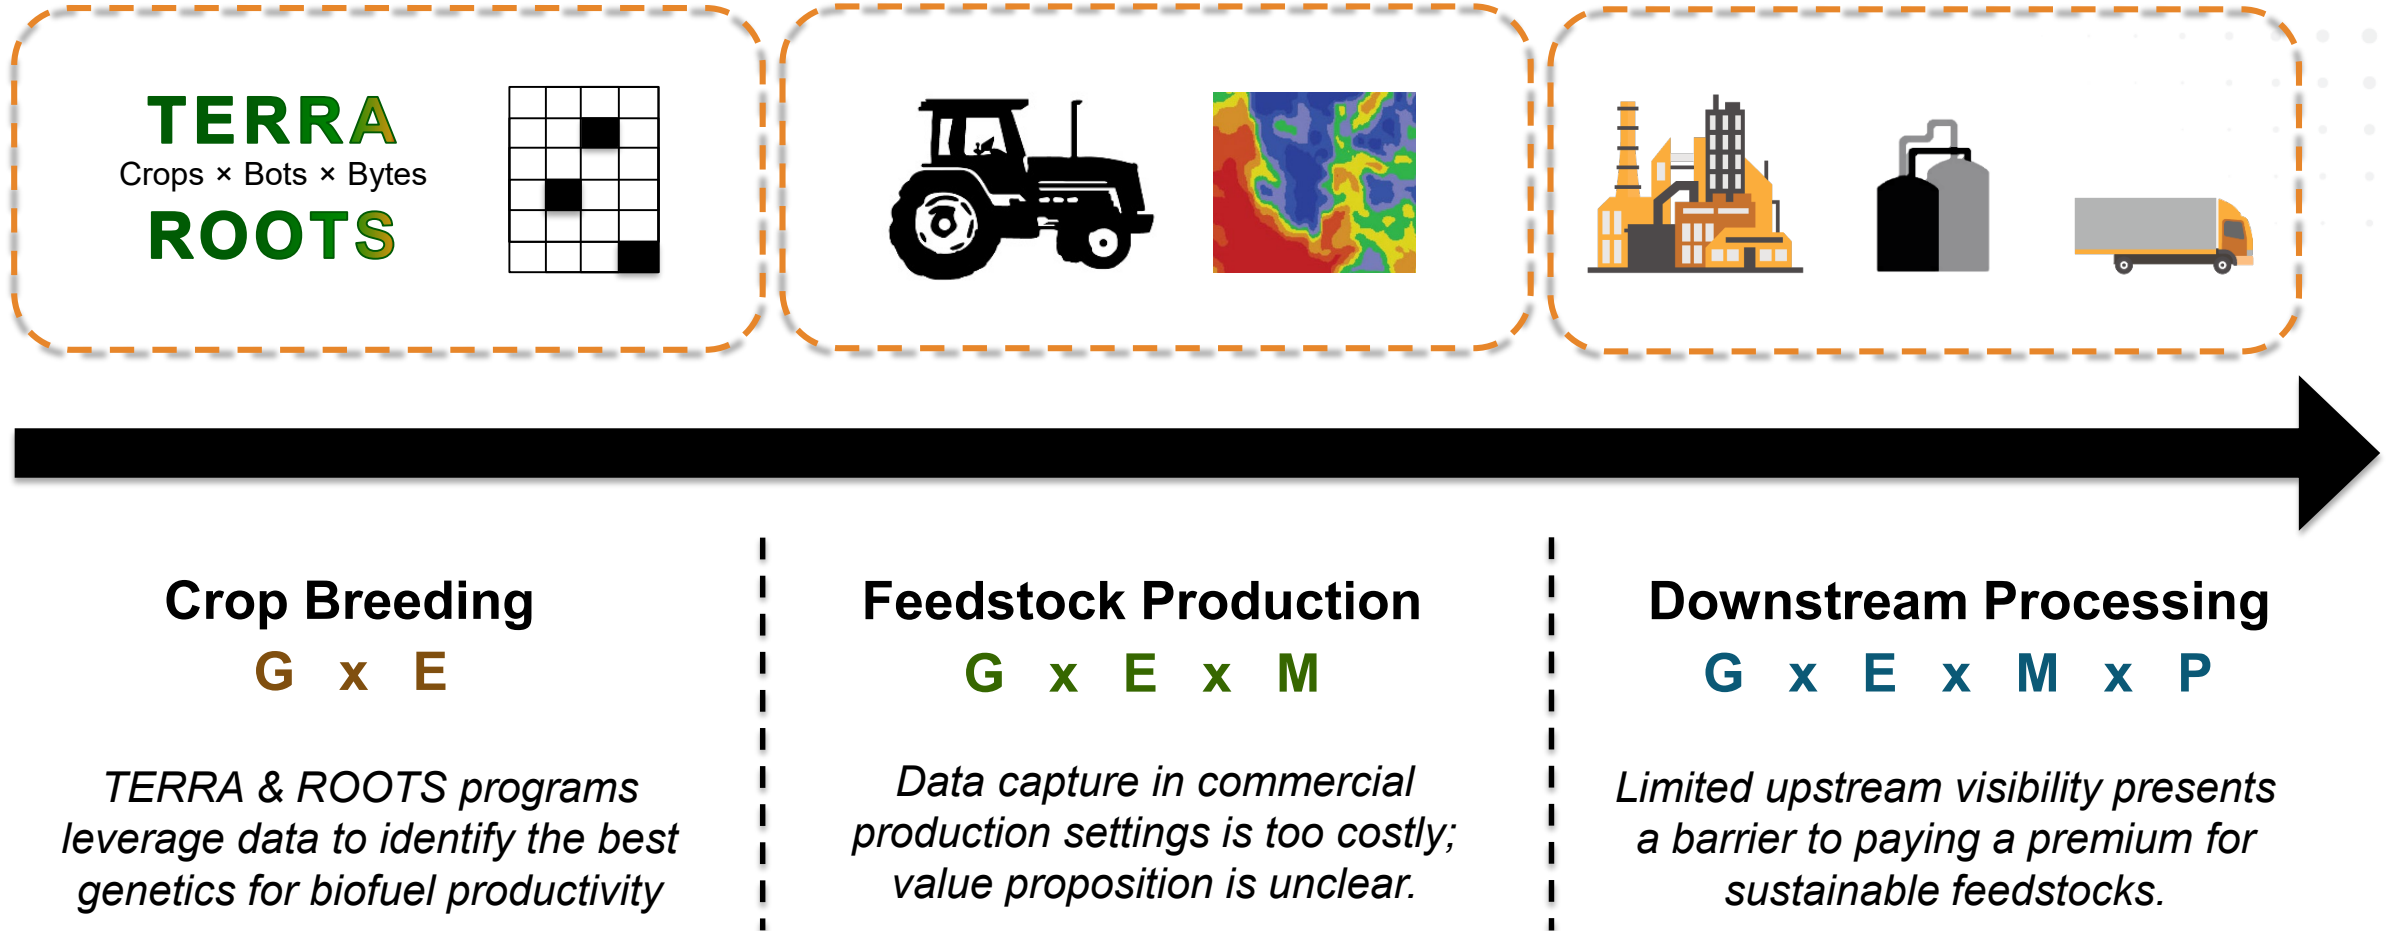 TERRA
Crops × Bots × Bytes
ROOTS
Crop Breeding
G x E
TERRA & ROOTS programs
leverage data to identify the best
genetics for biofuel productivity
Feedstock Production
G x E x M
Data capture in commercial
production settings is too costly;
value proposition is unclear.
Downstream Processing
G x E x M x P
Limited upstream visibility presents
a barrier to paying a premium for
sustainable feedstocks.